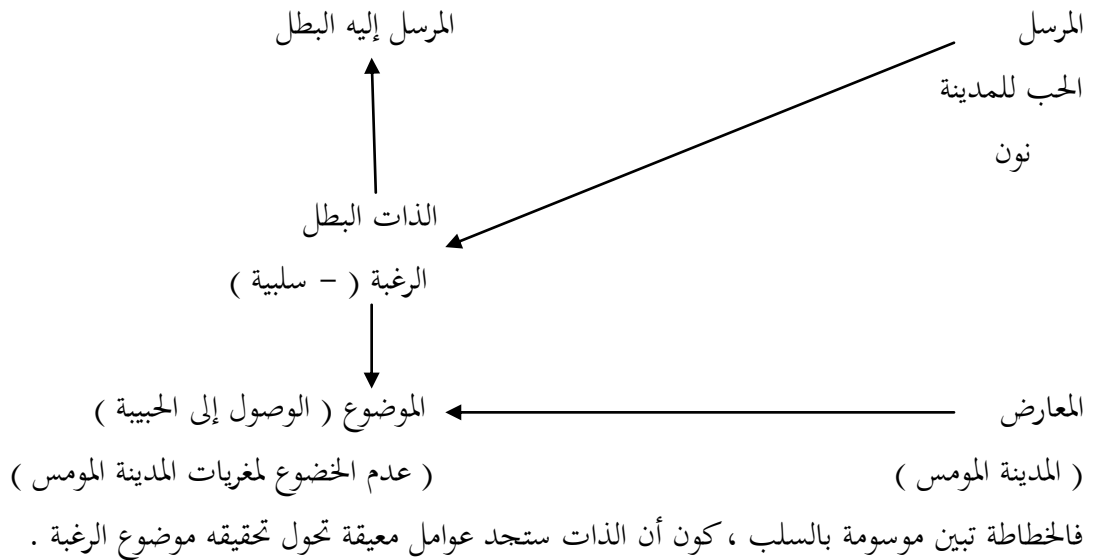 المرسل المرسل إليه البطل
الحب للمدينة
نون
الذات البطل
الرغبة ( – سلبية )
المعارض الموضوع ( الوصول إلى الحبيبة )
( المدينة المومس ) ( عدم الخضوع لمغريات المدينة المومس )
فالخطاطة تبين موسومة بالسلب ، كون أن الذات ستجد عوامل معيقة تحول تحقيقه موضوع الرغبة .